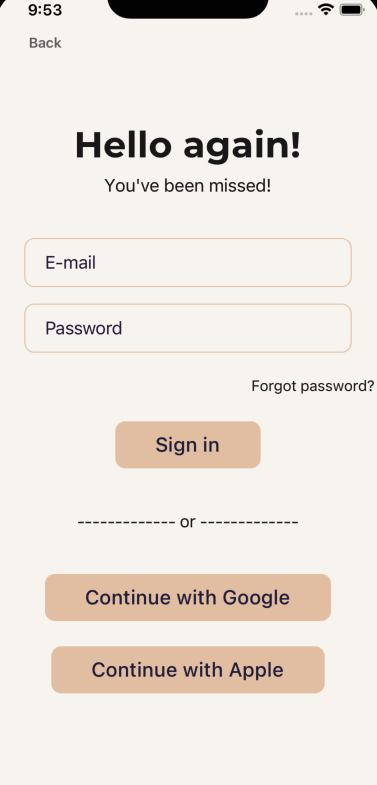 9:53
Back
Hello again!
You've been missed!
E-mail
Password
Forgot password?
Sign in
------------- or -------------
Continue with Google
Continue with Apple